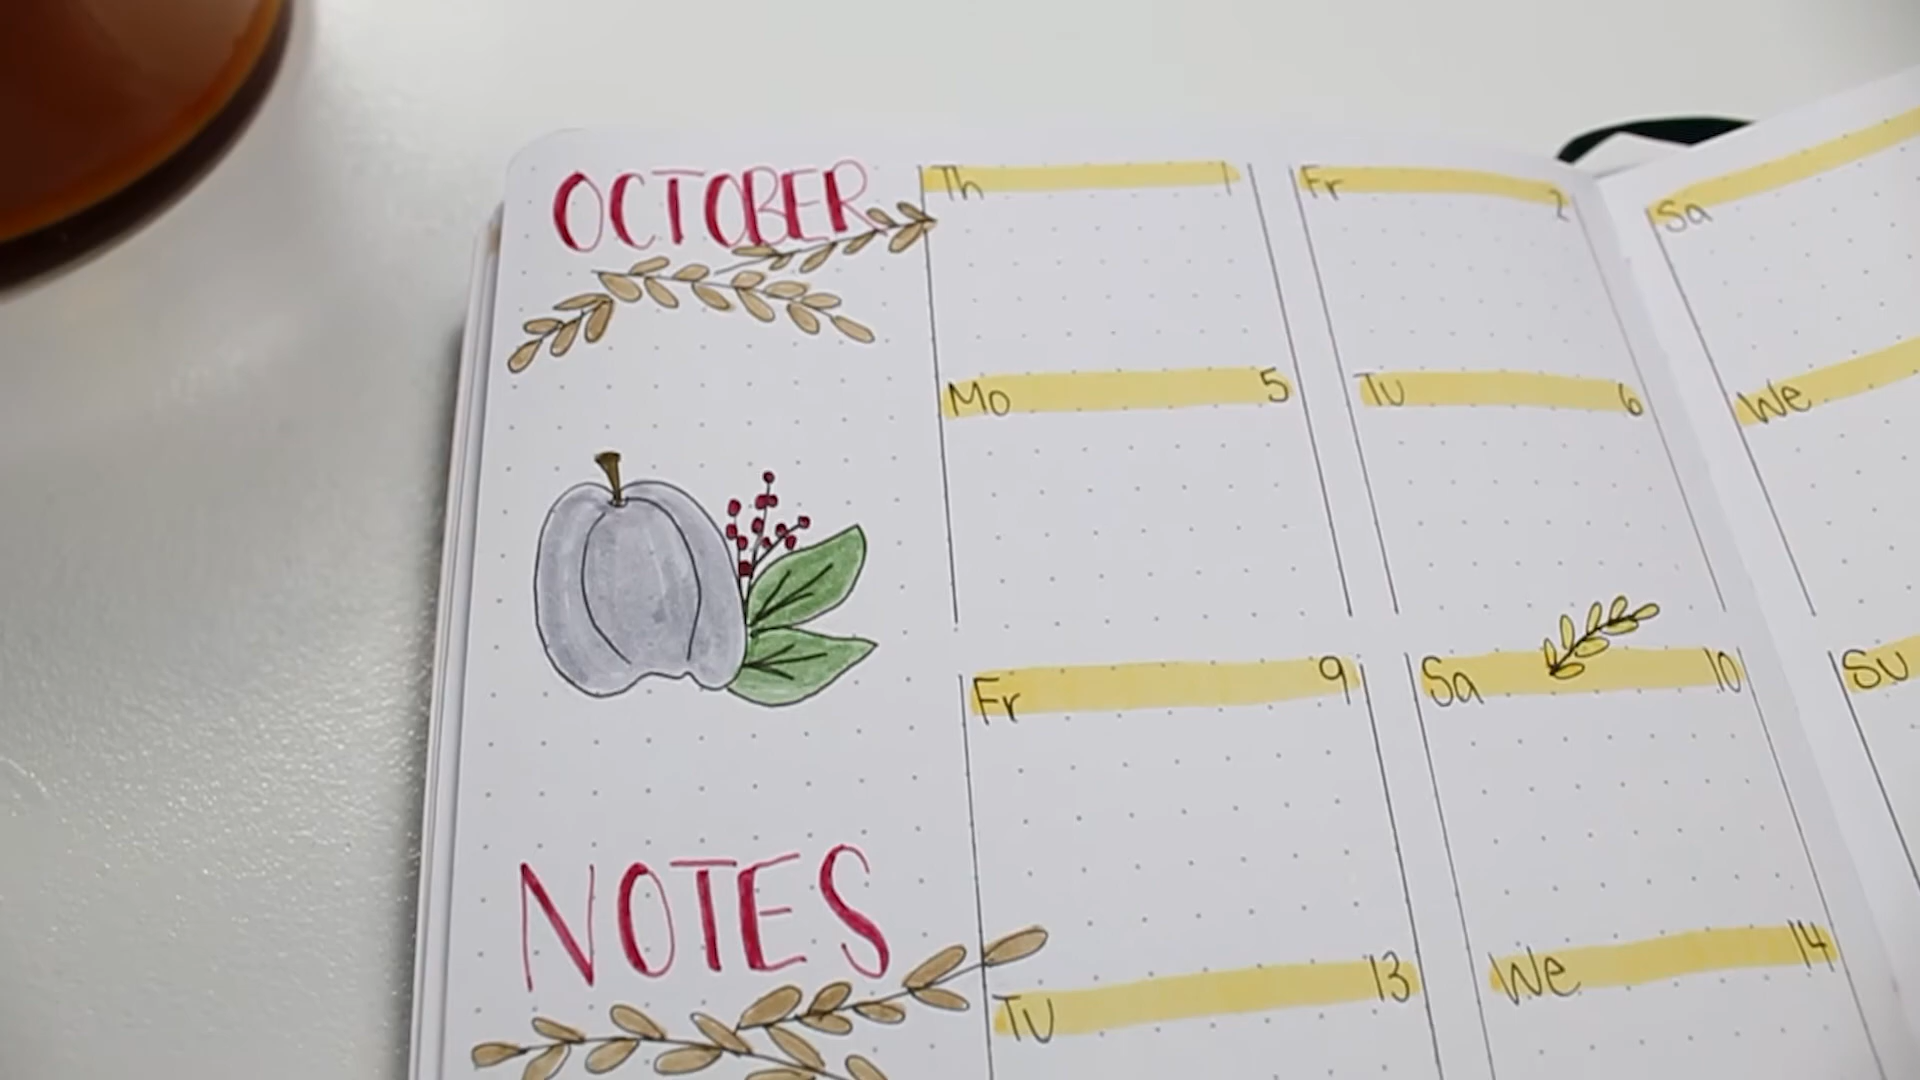 OCTOBER
Th 1
Fr 2
Sa
Mo 5
Tu 6
We
Fr 9
Sa 10
Su
NOTES
Tu 13
We 14